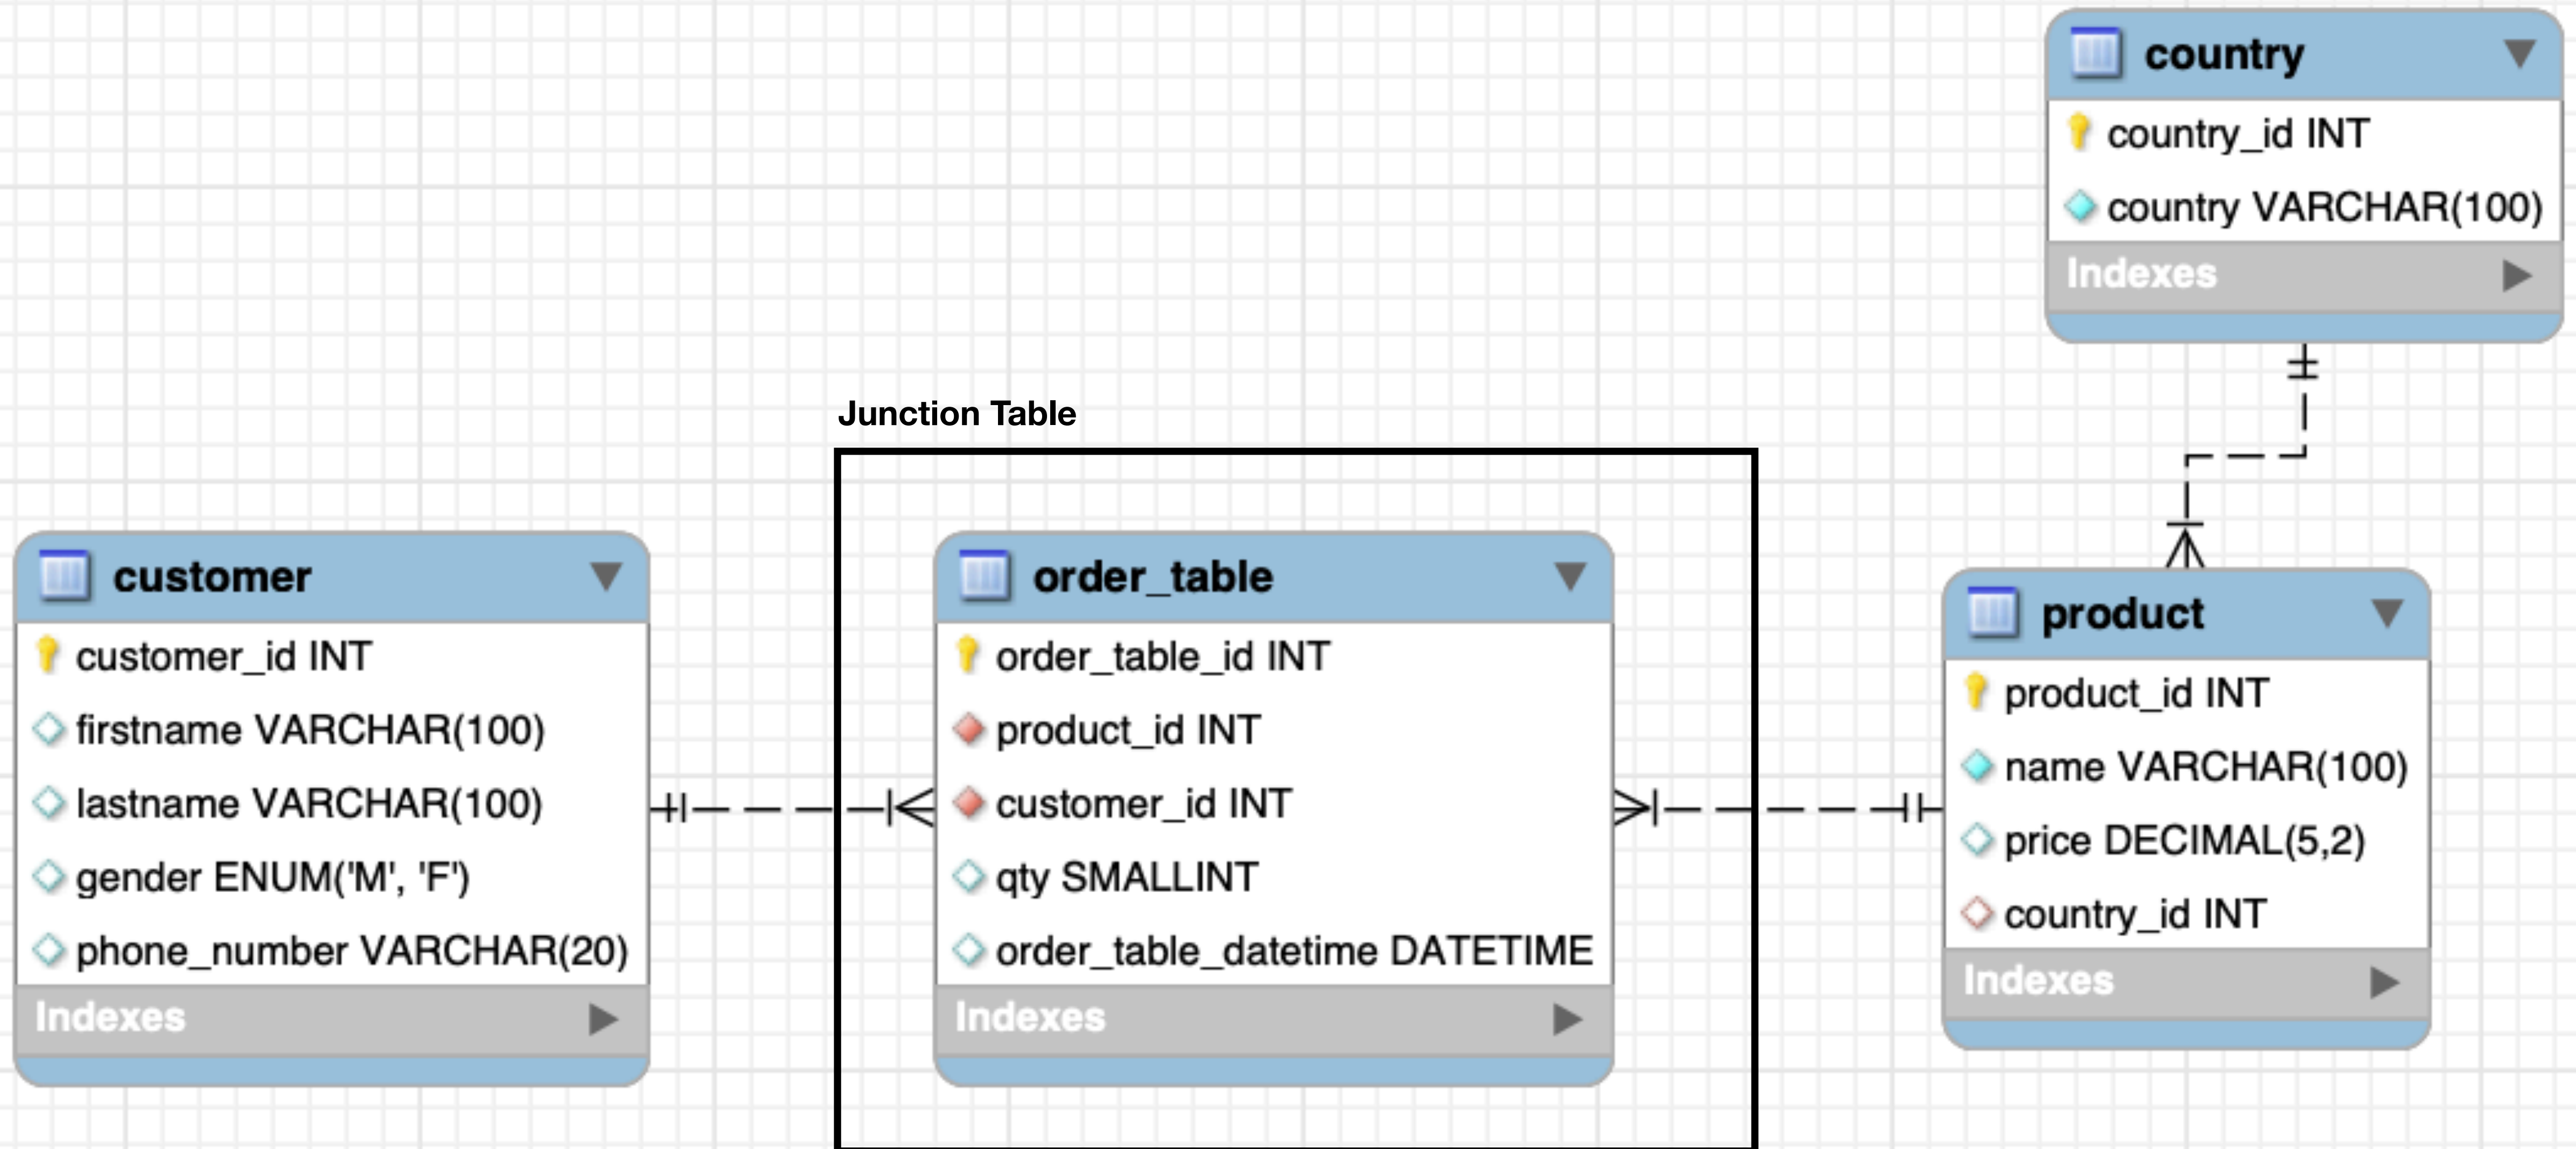 country
country_id INT
country VARCHAR(100)
Indexes
Junction Table
customer
customer_id INT
firstname VARCHAR(100)
lastname VARCHAR(100)
gender ENUM('M', 'F')
phone_number VARCHAR(20)
Indexes
order_table
order_table_id INT
product_id INT
customer_id INT
qty SMALLINT
order_table_datetime DATETIME
Indexes
product
product_id INT
name VARCHAR(100)
price DECIMAL(5,2)
country_id INT
Indexes